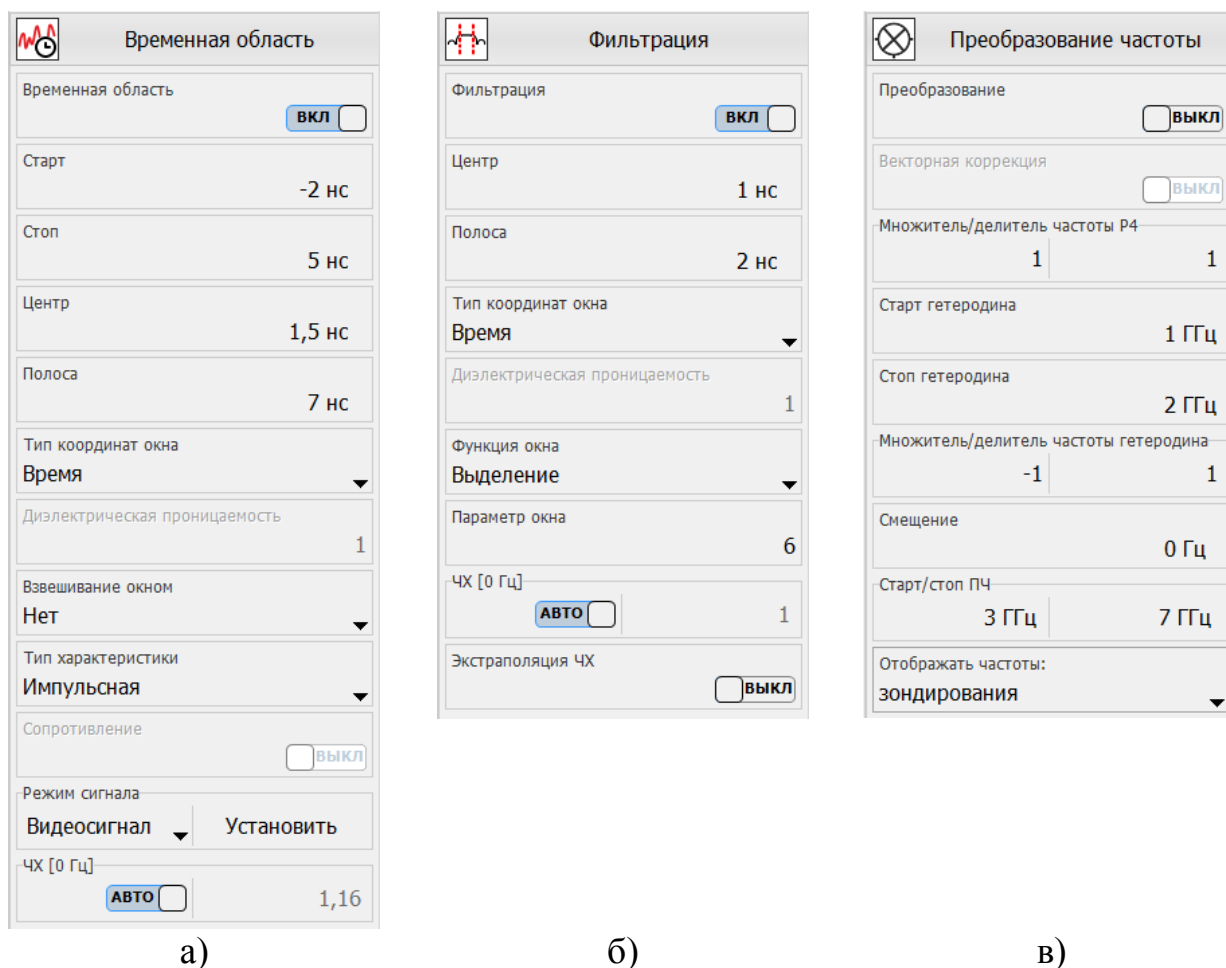 Временная область
Временная область
ВКЛ
Старт
-2 нс
Стоп
5 нс
Центр
1,5 нс
Полоса
7 нс
Тип координат окна
Время
Диэлектрическая проницаемость
1
Взвешивание окном
Нет
Тип характеристики
Импульсная
Сопротивление
ВЫКЛ
Режим сигнала
Видеосигнал Установить
ЧХ [0 Гц]
АВТО 1,16
а)
Фильтрация
Фильтрация
ВКЛ
Центр
1 нс
Полоса
2 нс
Тип координат окна
Время
Диэлектрическая проницаемость
1
Функция окна
Выделение
Параметр окна
6
ЧХ [0 Гц]
АВТО 1
Экстраполяция ЧХ
ВЫКЛ
б)
Преобразование частоты
Преобразование
ВЫКЛ
Векторная коррекция
ВЫКЛ
Множитель/делитель частоты Р4
1 1
Старт гетеродина
1 ГГц
Стоп гетеродина
2 ГГц
Множитель/делитель частоты гетеродина
-1 1
Смещение
0 Гц
Старт/стоп ПЧ
3 ГГц 7 ГГц
Отображать частоты:
зондирования
в)